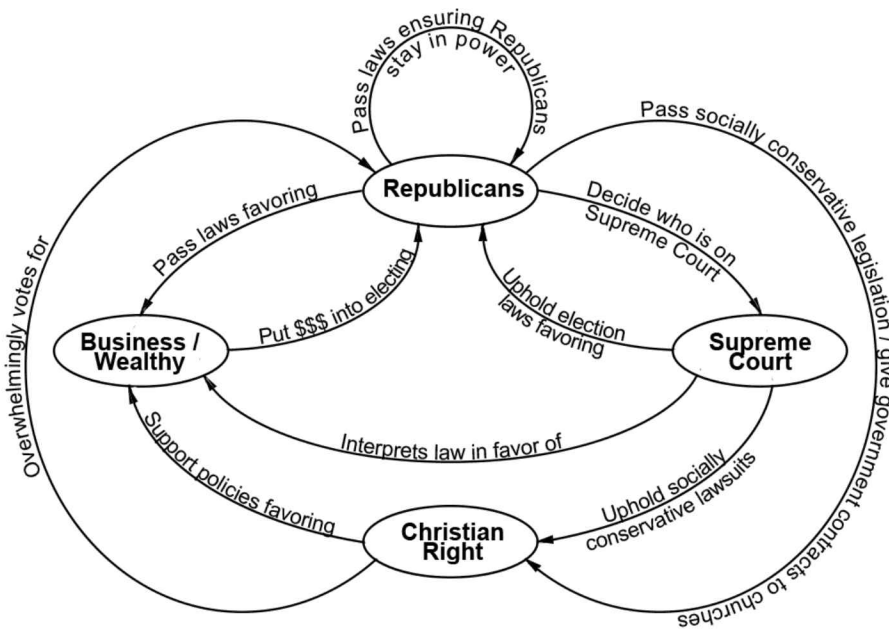 Pass laws ensuring Republicans
stay in power
Pass socially conservative legislation / give government contracts to churches
Republicans
Pass laws favoring
Decide who is on
Supreme Court
Overwhelmingly votes for
Put $$$ into electing
Uphold election
laws favoring
Business /
Wealthy
Supreme
Court
Interprets law in favor of
Support policies favoring
Uphold socially
conservative lawsuits
Christian
Right